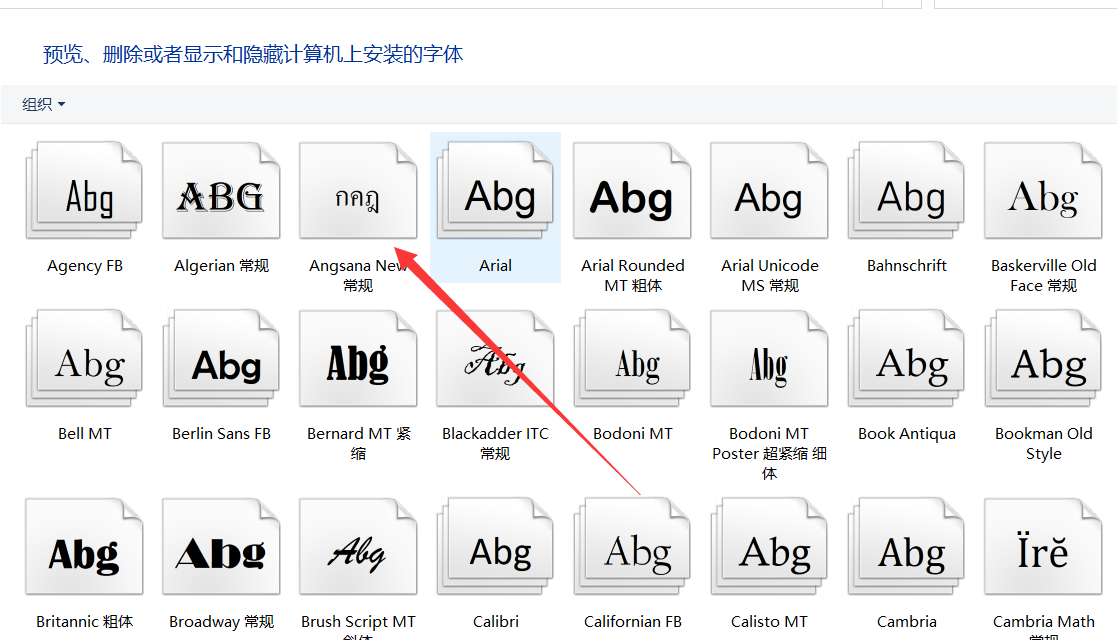 预览、删除或者显示和隐藏计算机上安装的字体
组织
Abg
ABG
กคฎ
Abg
Abg
Abg
Abg
Abg
Agency FB
Algerian 常规
Angsana New
常规
Arial
Arial Rounded
MT 粗体
Arial Unicode
MS 常规
Bahnschrift
Baskerville Old
Face 常规
Abg
Abg
Abg
Abg
Abg
Abg
Abg
Abg
Bell MT
Berlin Sans FB
Bernard MT 紧
缩
Blackadder ITC
常规
Bodoni MT
Bodoni MT
Poster 超紧缩 细
体
Book Antiqua
Bookman Old
Style
Abg
Abg
Abg
Abg
Abg
Abg
Abg
Ïrĕ
Britannic 粗体
Broadway 常规
Brush Script MT
斜体
Calibri
Californian FB
Calisto MT
Cambria
Cambria Math
常规